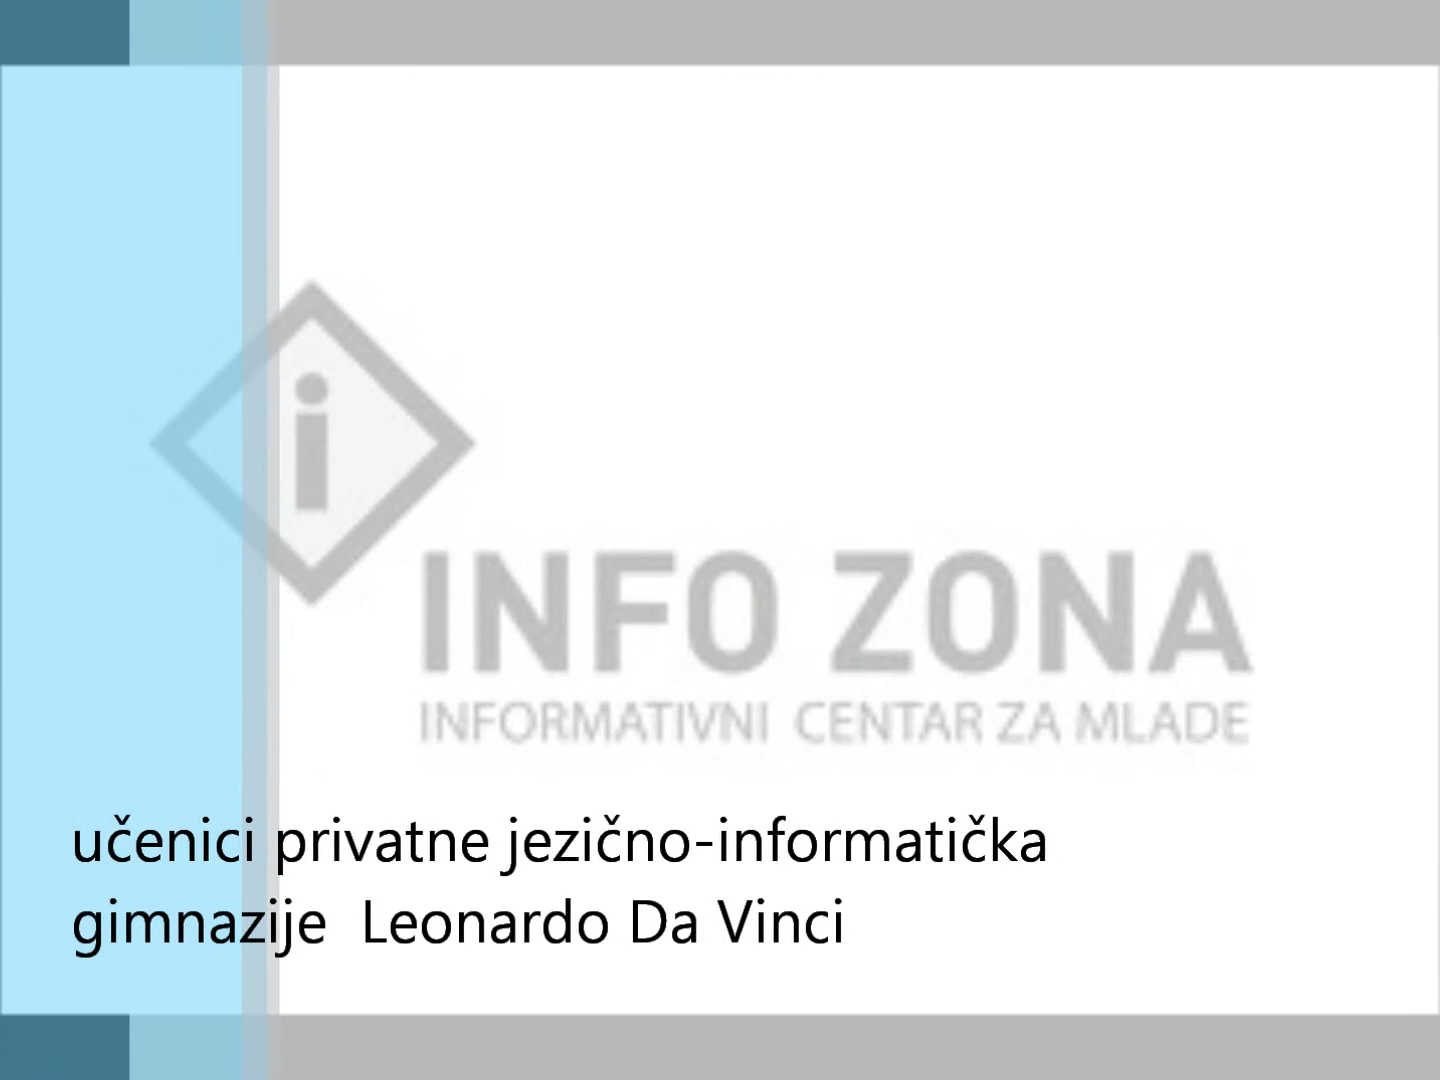 i
INFO ZONA
INFORMATIVNI CENTAR ZA MLADE
učenici privatne jezično-informatička
gimnazije Leonardo Da Vinci